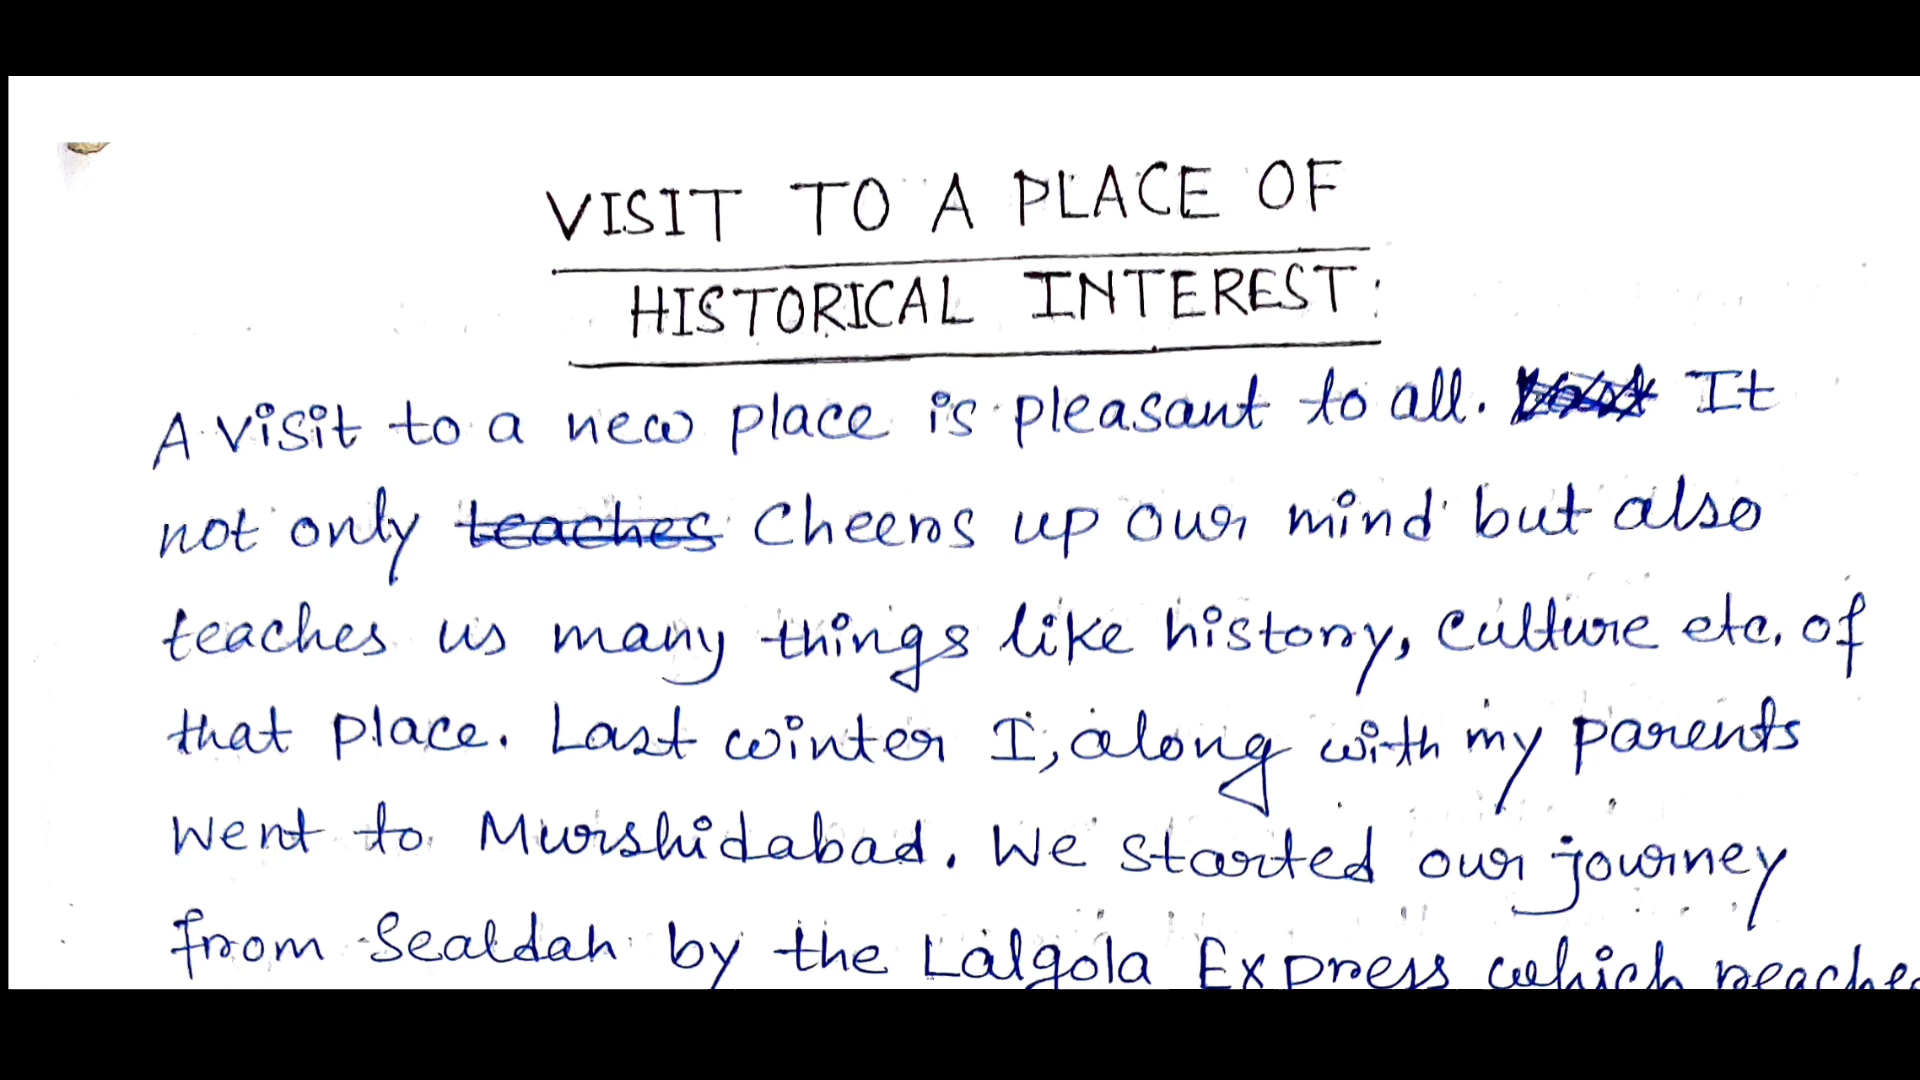 VISIT TO A PLACE OF
HISTORICAL INTEREST.
A visit to a new place is pleasant to all. It
not only teaches cheers up our mind but also
teaches us many things like history, culture etc. of
that place. Last winter I, along with my parents
went to Murshidabad. We started our journey
from Sealdah by the Lalgola Express which reache